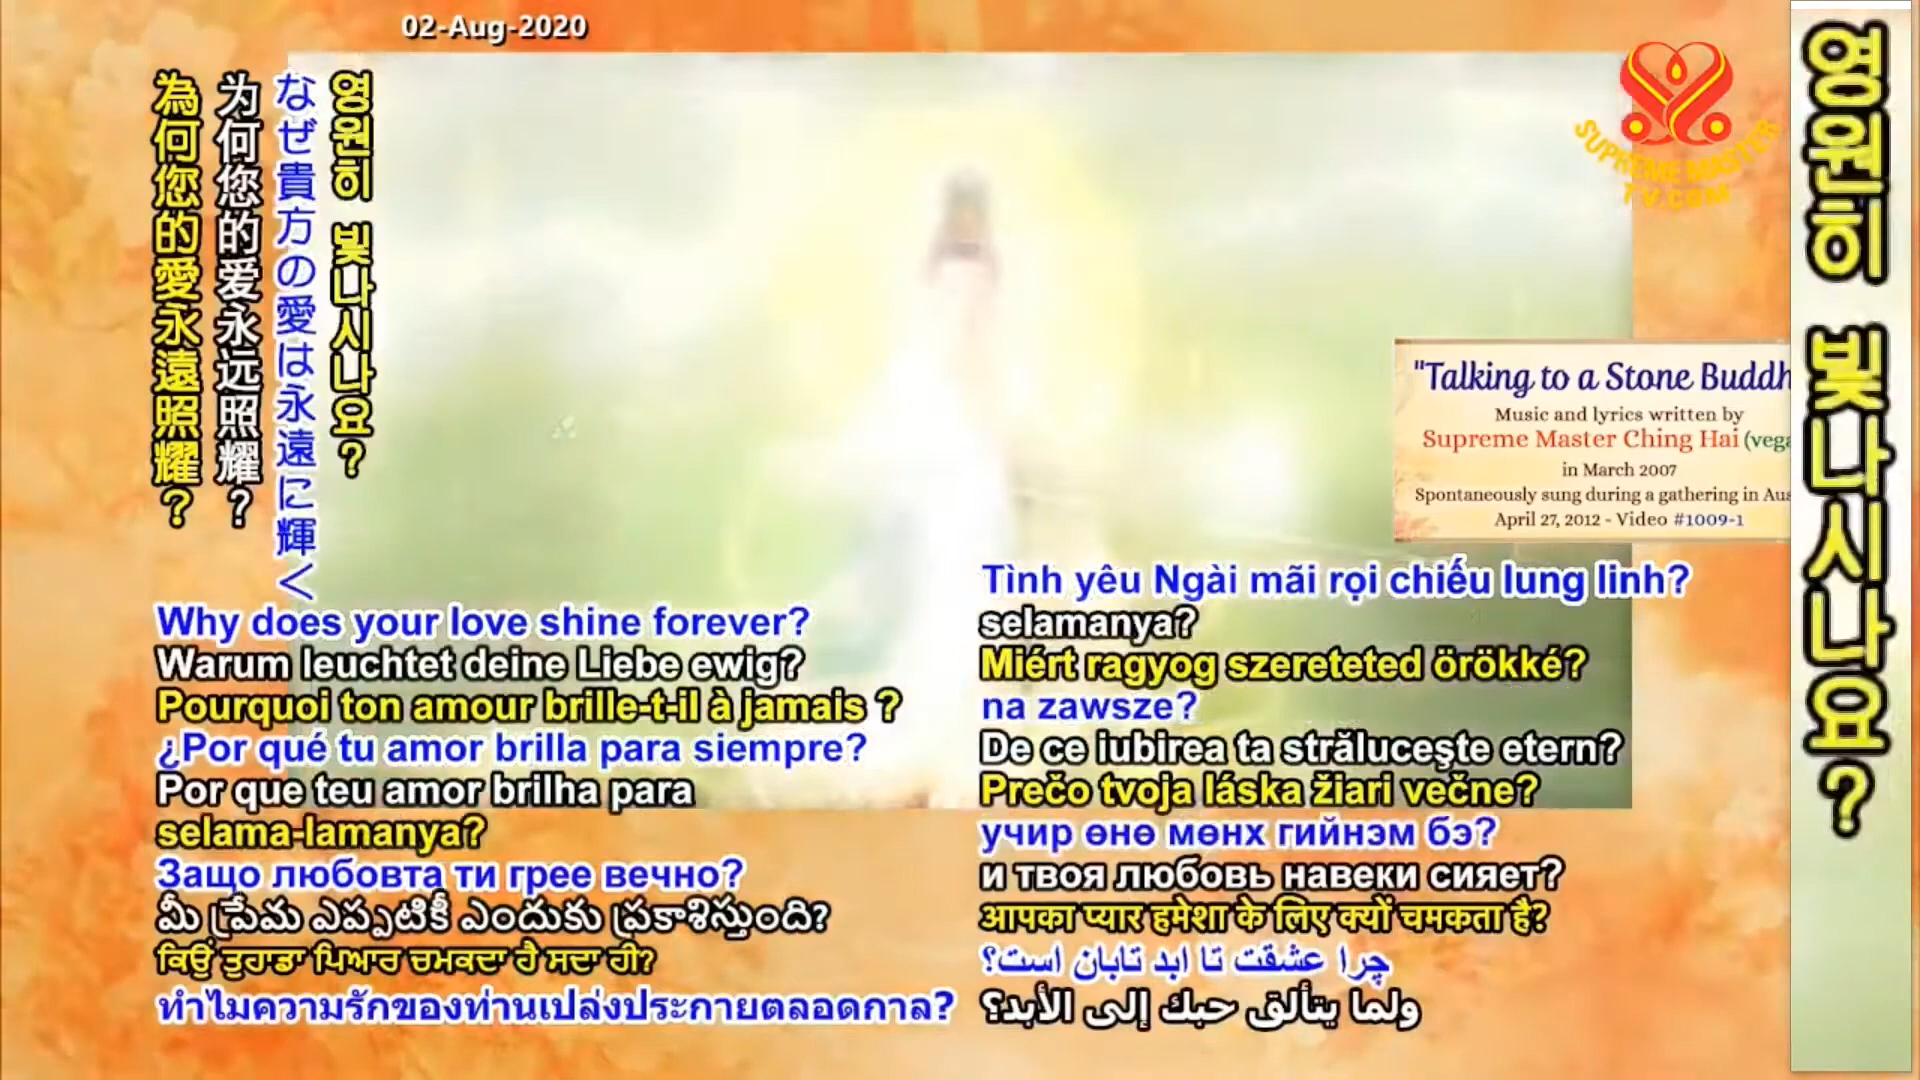 02-Aug-2020
為何您的愛永遠照耀？
为何您的爱永远照耀？
なぜ貴方の愛は永遠に輝く
영원히 빛나시나요?
Why does your love shine forever?
Warum leuchtet deine Liebe ewig?
Pourquoi ton amour brille-t-il à jamais ?
¿Por qué tu amor brilla para siempre?
Por que teu amor brilha para
selama-lamanya?
Защо любовта ти грее вечно?
మీ ప్రేమ ఎప్పటికీ ఎందుకు ప్రకాశిస్తుంది?
ਕਿਉਂ ਤੁਹਾਡਾ ਪਿਆਰ ਚਮਕਦਾ ਹੈ ਸਦਾ ਹੀ?
ทำไมความรักของท่านเปล่งประกายตลอดกาล?
Tình yêu Ngài mãi rọi chiếu lung linh?
selamanya?
Miért ragyog szereteted örökké?
na zawsze?
De ce iubirea ta străluceşte etern?
Prečo tvoja láska žiari večne?
учир өнө мөнх гийнэм бэ?
и твоя любовь навеки сияет?
आपका प्यार हमेशा के लिए क्यों चमकता है?
چرا عشقت تا ابد تابان است؟
ولما يتألق حبك إلى الأبد؟
SUPREME MASTER
TV.COM
"Talking to a Stone Buddh
Music and lyrics written by
Supreme Master Ching Hai (vega
in March 2007
Spontaneously sung during a gathering in Aus
April 27, 2012 - Video #1009-1
영원히 빛나시나요?